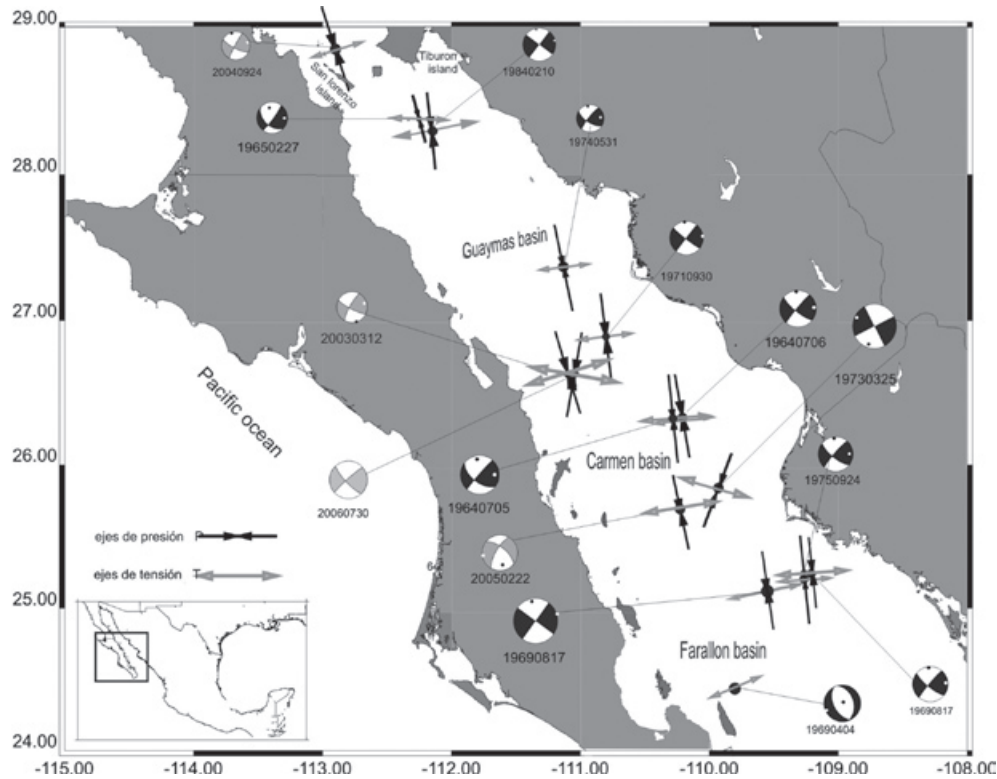 29.00
28.00
27.00
26.00
25.00
24.00
-115.00
-114.00
-113.00
-112.00
-111.00
-110.00
-109.00
-108.00
20040924
San lorenzo
island
Tiburon
island
19840210
19650227
19740531
Guaymas basin
19710930
20030312
19640706
19730325
Pacific ocean
Carmen basin
20060730
19640705
19750924
ejes de presión P
ejes de tensión T
20050222
19690817
Farallon basin
19690404
19690817